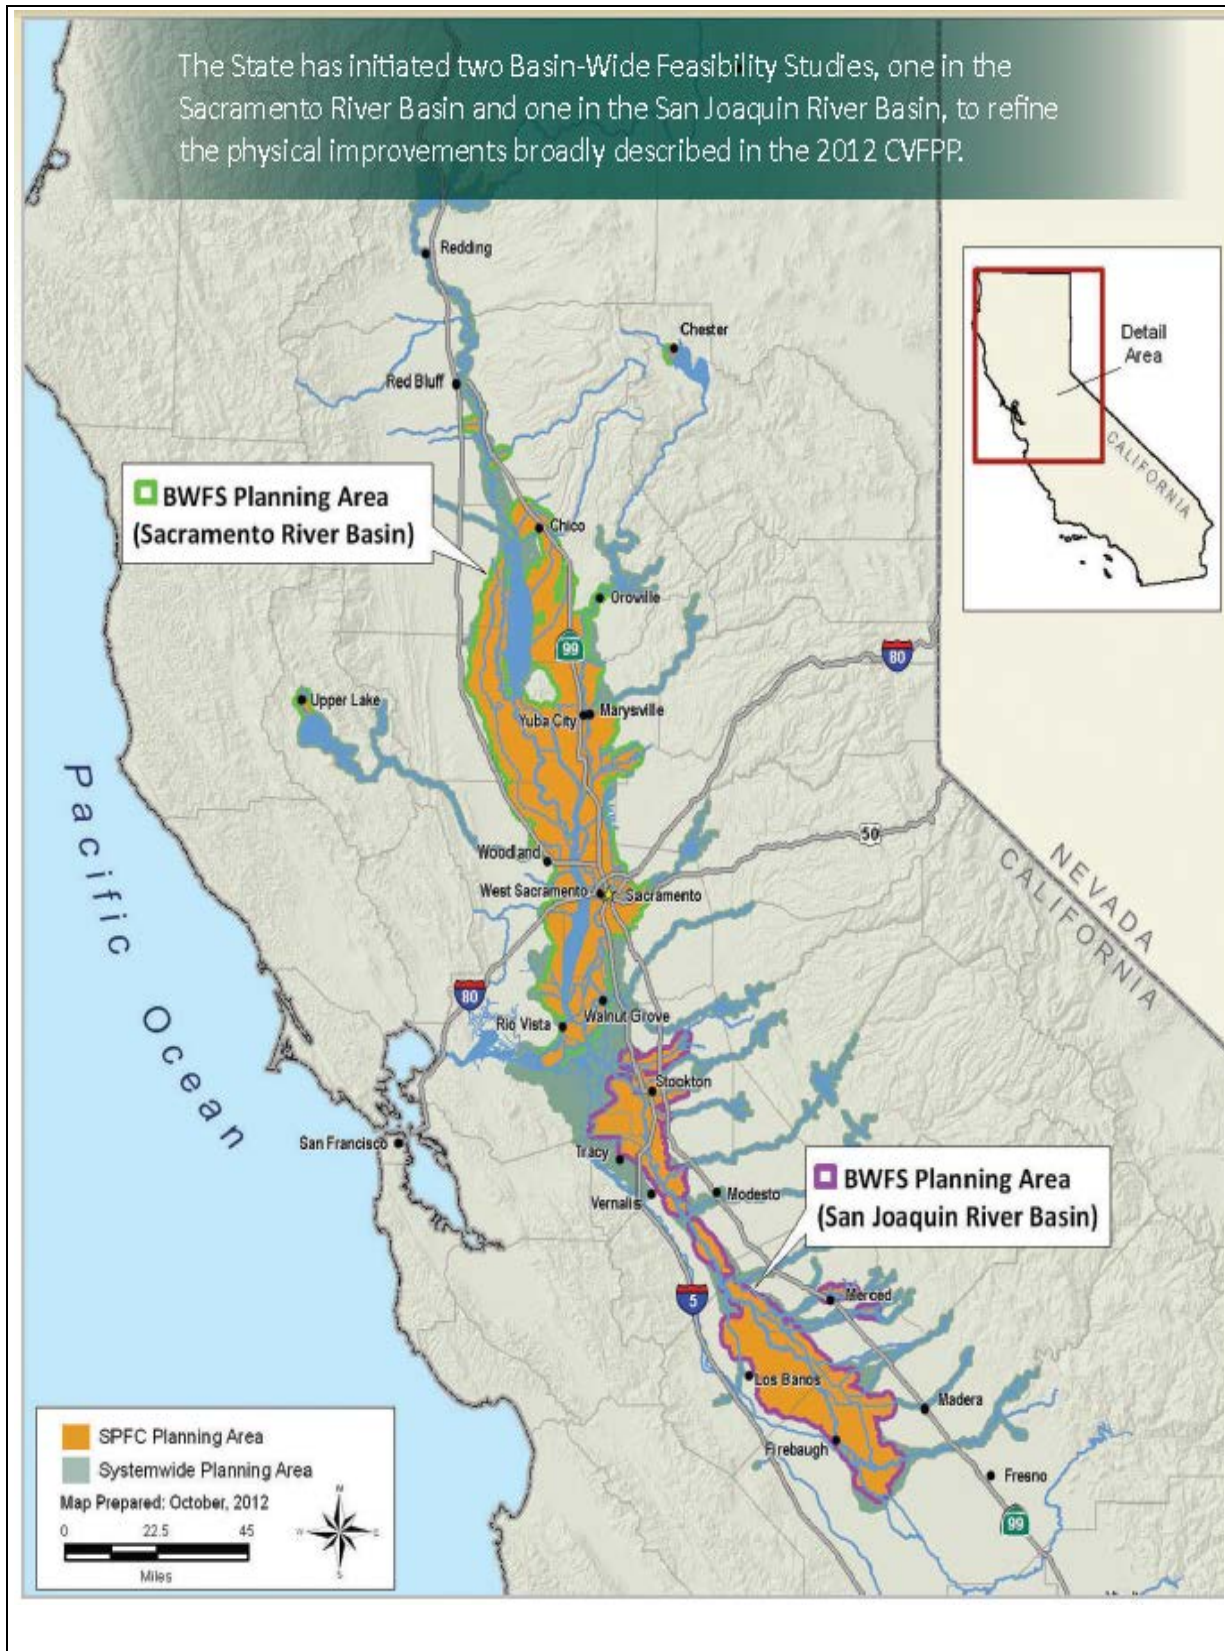 The State has initiated two Basin-Wide Feasibility Studies, one in the
Sacramento River Basin and one in the San Joaquin River Basin, to refine
the physical improvements broadly described in the 2012 CVFPP.
Redding
Chester
Red Bluff
Detail
Area
CALIFORNIA
BWFS Planning Area
(Sacramento River Basin)
Chico
Oroville
99
80
Upper Lake
Marysville
Yuba City
Pacific Ocean
50
Woodland
West Sacramento
Sacramento
NEVADA
CALIFORNIA
80
Walnut Grove
Rio Vista
Stockton
San Francisco
Tracy
Vernalis
Modesto
BWFS Planning Area
(San Joaquin River Basin)
5
Merced
Los Banos
Madera
Firebaugh
Fresno
99
SPFC Planning Area
Systemwide Planning Area
Map Prepared: October, 2012
0 22.5 45
Miles
N
W E
S